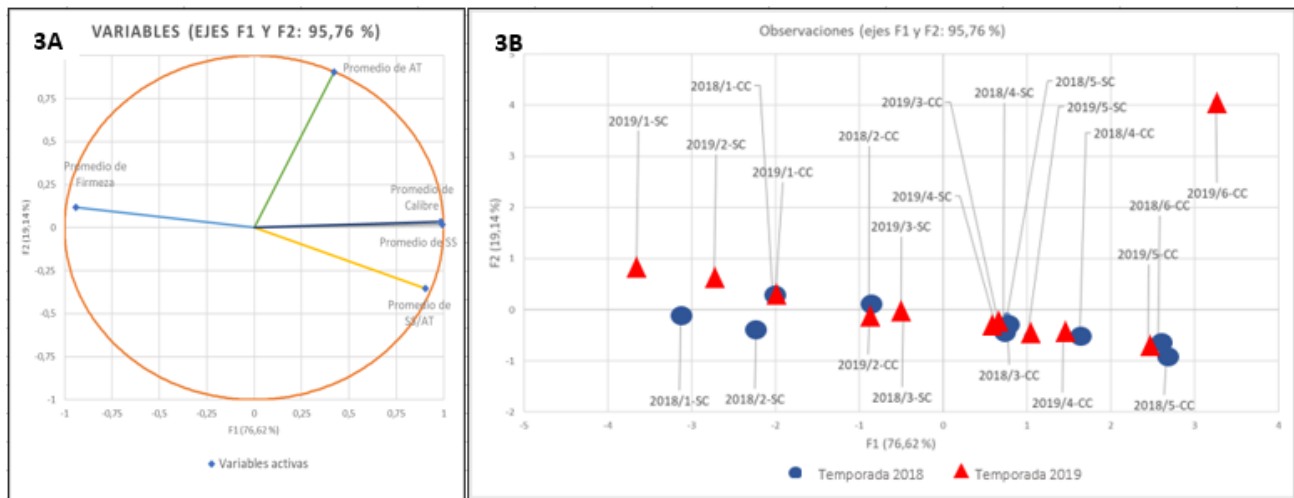 3A
VARIABLES (EJES F1 Y F2: 95,76 %)
1
0,75
0,5
0,25
0
-0,25
-0,5
-0,75
-1
F2 (19,14 %)
Promedio de AT
Promedio de
Firmeza
Promedio de
Calibre
Promedio de SS
Promedio de
SS/AT
-1
-0,75
-0,5
-0,25
0
0,25
0,5
0,75
1
F1 (76,62 %)
Variables activas
3B
Observaciones (ejes F1 y F2: 95,76 %)
5
4
3
2
1
0
-1
-2
F2 (19,14 %)
2019/1-SC
2019/2-SC
2018/1-CC
2019/1-CC
2018/2-CC
2019/3-SC
2019/3-CC
2019/4-SC
2018/4-SC
2018/5-SC
2019/5-SC
2018/4-CC
2019/6-CC
2018/6-CC
2019/5-CC
2018/1-SC
2018/2-SC
2019/2-CC
2018/3-SC
2018/3-CC
2019/4-CC
2018/5-CC
-5
-4
-3
-2
-1
0
1
2
3
4
F1 (76,62 %)
Temporada 2018
Temporada 2019